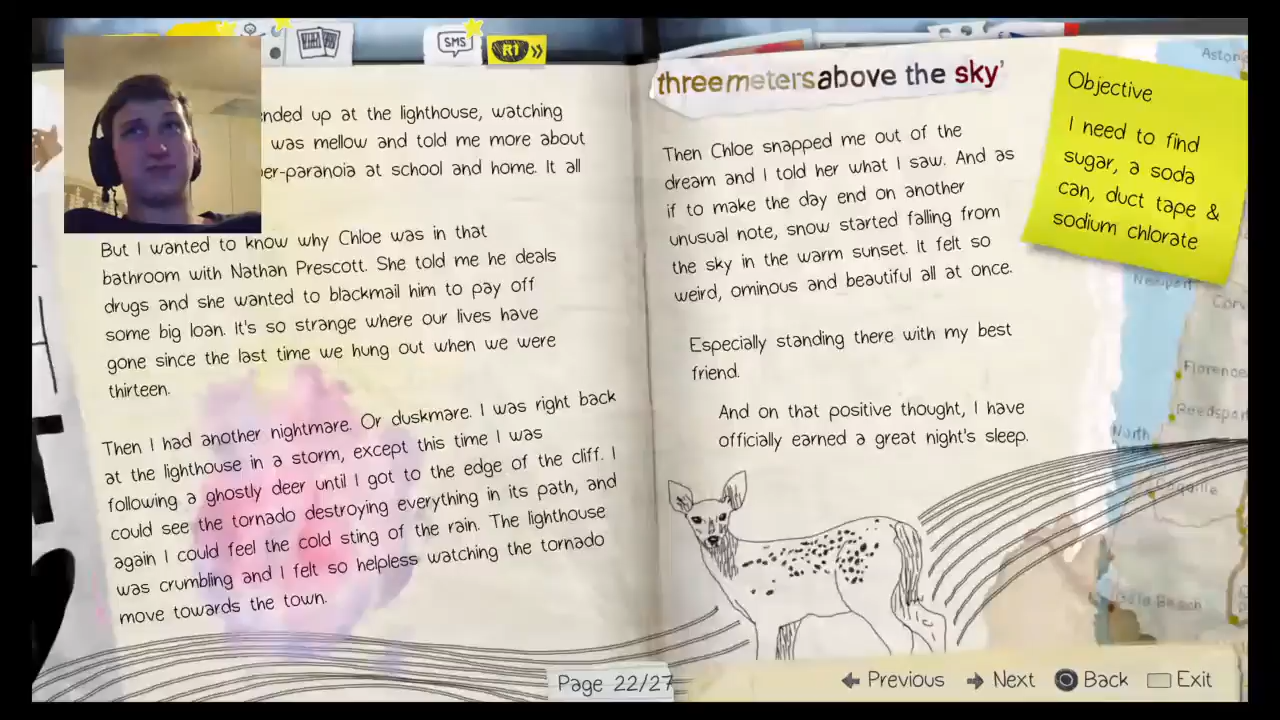 SMS
R1
ended up at the lighthouse, watching
was mellow and told me more about
er-paranoia at school and home. It all
But I wanted to know why Chloe was in that
bathroom with Nathan Prescott. She told me he deals
drugs and she wanted to blackmail him to pay off
some big loan. It's so strange where our lives have
gone since the last time we hung out when we were
thirteen.
Then I had another nightmare. Or duskmare. I was right back
at the lighthouse in a storm, except this time I was
following a ghostly deer until I got to the edge of the cliff. I
could see the tornado destroying everything in its path, and
again I could feel the cold sting of the rain. The lighthouse
was crumbling and I felt so helpless watching the tornado
move towards the town.
three meters above the sky'
Then Chloe snapped me out of the
dream and I told her what I saw. And as
if to make the day end on another
unusual note, snow started falling from
the sky in the warm sunset. It felt so
weird, ominous and beautiful all at once.
Especially standing there with my best
friend.
And on that positive thought, I have
officially earned a great night's sleep.
Objective
I need to find
sugar, a soda
can, duct tape &
sodium chlorate
Aston
Newport
Corv
Florence
Reedspor
North
Coquille
Gold Beach
Page 22/27
Previous
Next
Back
Exit